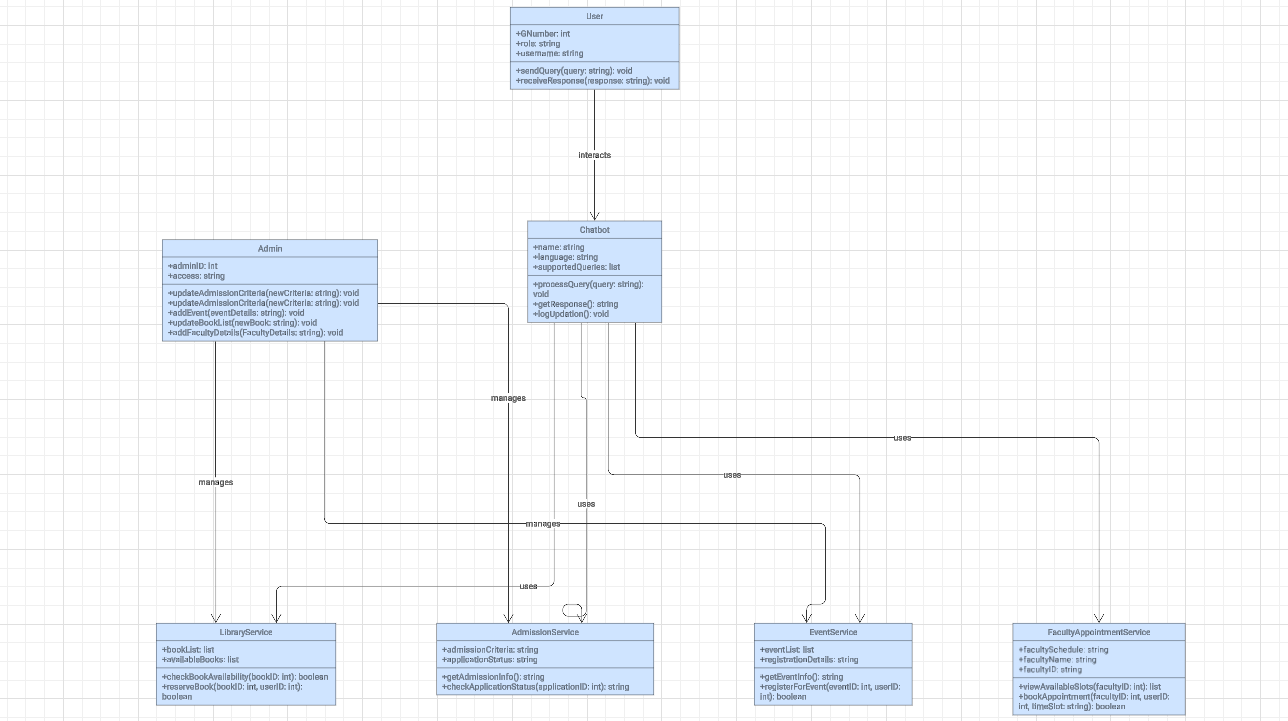 User
+GNumber: int
+role: string
+username: string
+sendQuery(query: string): void
+receiveResponse(response: string): void
interacts
Chatbot
+name: string
+language: string
+supportedQueries: list
+processQuery(query: string):
void
+getResponse(): string
+logUpdation(): void
Admin
+adminID: int
+access: string
+updateAdmissionCriteria(newCriteria: string): void
+updateAdmissionCriteria(newCriteria: string): void
+addEvent(eventDetails: string): void
+updateBookList(newBook: string): void
+addFacultyDetails(FacultyDetails: string): void
manages
uses
uses
manages
uses
manages
uses
LibraryService
+bookList: list
+availableBooks: list
+checkBookAvailability(bookID: int): boolean
+reserveBook(bookID: int, userID: int):
boolean
AdmissionService
+admissionCriteria: string
+applicationStatus: string
+getAdmissionInfo(): string
+checkApplicationStatus(applicationID: int): string
EventService
+eventList: list
+registrationDetails: string
+getEventInfo(): string
+registerForEvent(eventID: int, userID:
int): boolean
FacultyAppointmentService
+facultySchedule: string
+facultyName: string
+facultyID: string
+viewAvailableSlots(facultyID: int): list
+bookAppointment(facultyID: int, userID:
int, timeSlot: string): boolean